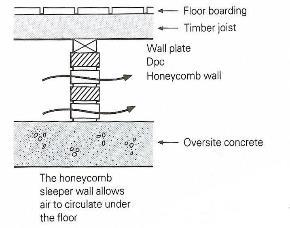 Floor boarding
Timber joist
Wall plate
Dpc
Honeycomb wall
Oversite concrete
The honeycomb
sleeper wall allows
air to circulate under
the floor